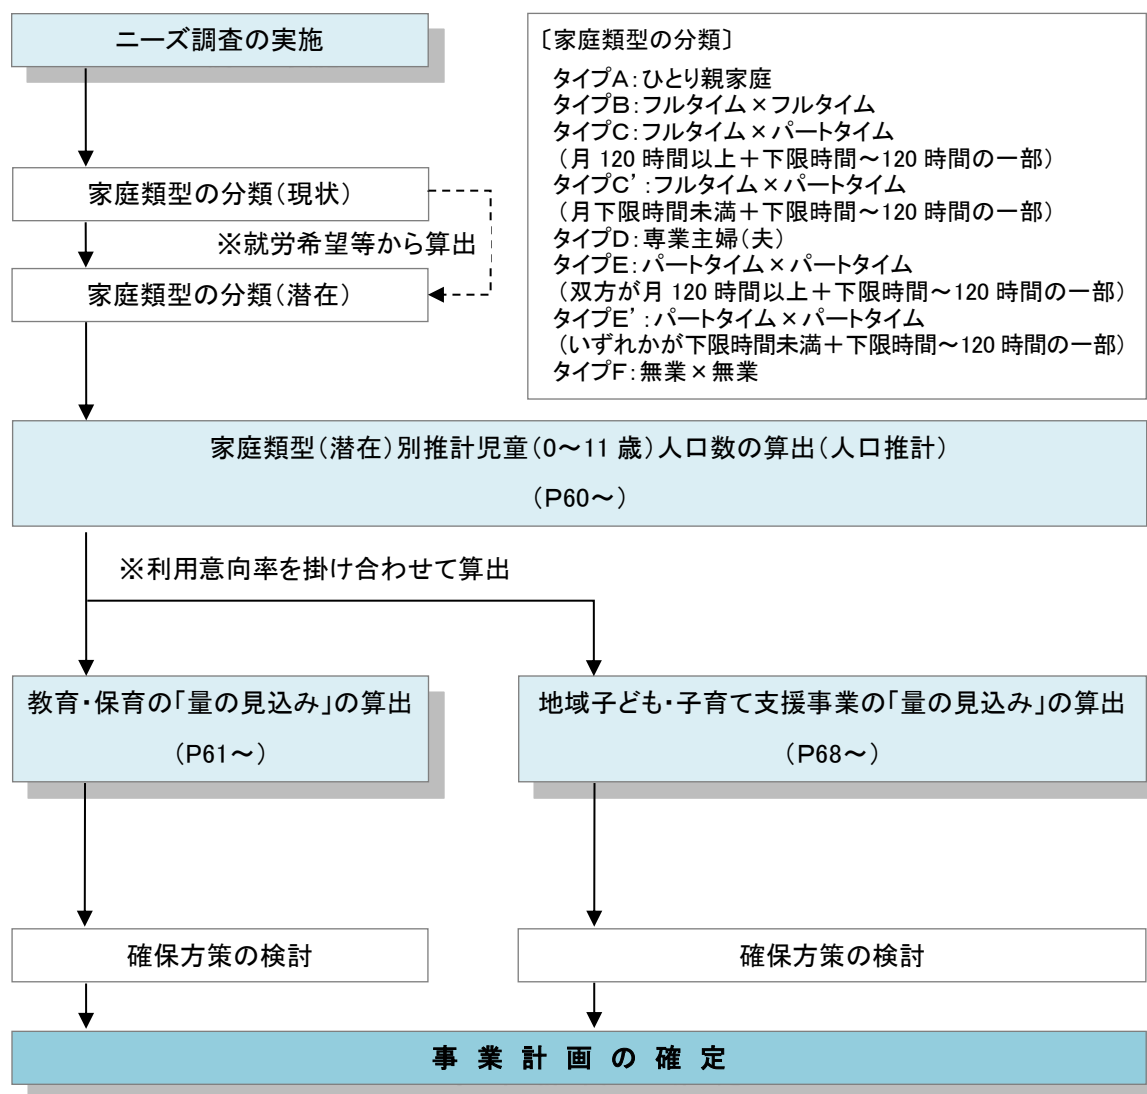 ニーズ調査の実施
〔家庭類型の分類〕
タイプA:ひとり親家庭
タイプB:フルタイム×フルタイム
タイプC:フルタイム×パートタイム
(月120時間以上+下限時間~120時間の一部)
タイプC':フルタイム×パートタイム
(月下限時間未満+下限時間~120時間の一部)
タイプD:専業主婦(夫)
タイプE:パートタイム×パートタイム
(双方が月120時間以上+下限時間~120時間の一部)
タイプE':パートタイム×パートタイム
(いずれかが下限時間未満+下限時間~120時間の一部)
タイプF:無業×無業
家庭類型の分類(現状)
※就労希望等から算出
家庭類型の分類(潜在)
家庭類型(潜在)別推計児童(0~11歳)人口数の算出(人口推計)
(P60~)
※利用意向率を掛け合わせて算出
教育・保育の「量の見込み」の算出
(P61~)
地域子ども・子育て支援事業の「量の見込み」の算出
(P68~)
確保方策の検討
確保方策の検討
事業計画の確定